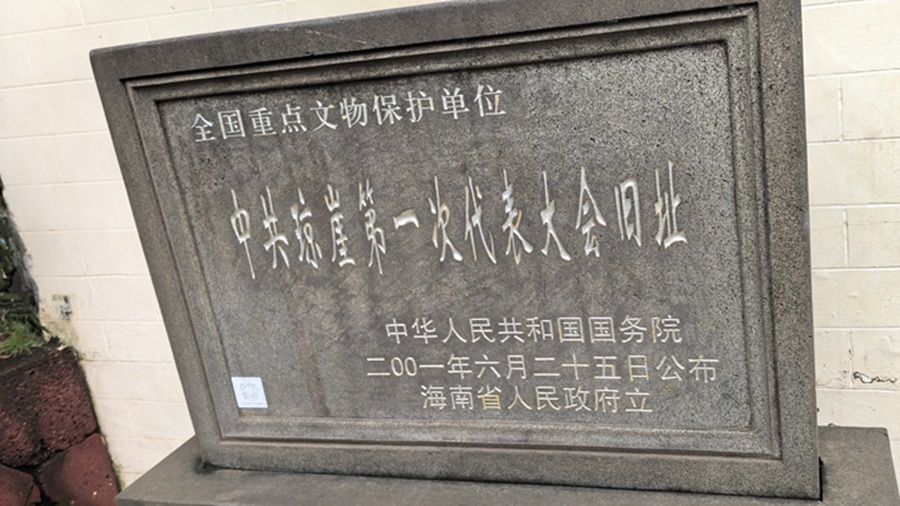 全国重点文物保护单位
中共琼崖第一次代表大会旧址
中华人民共和国国务院
二00一年六月二十五日公布
海南省人民政府立